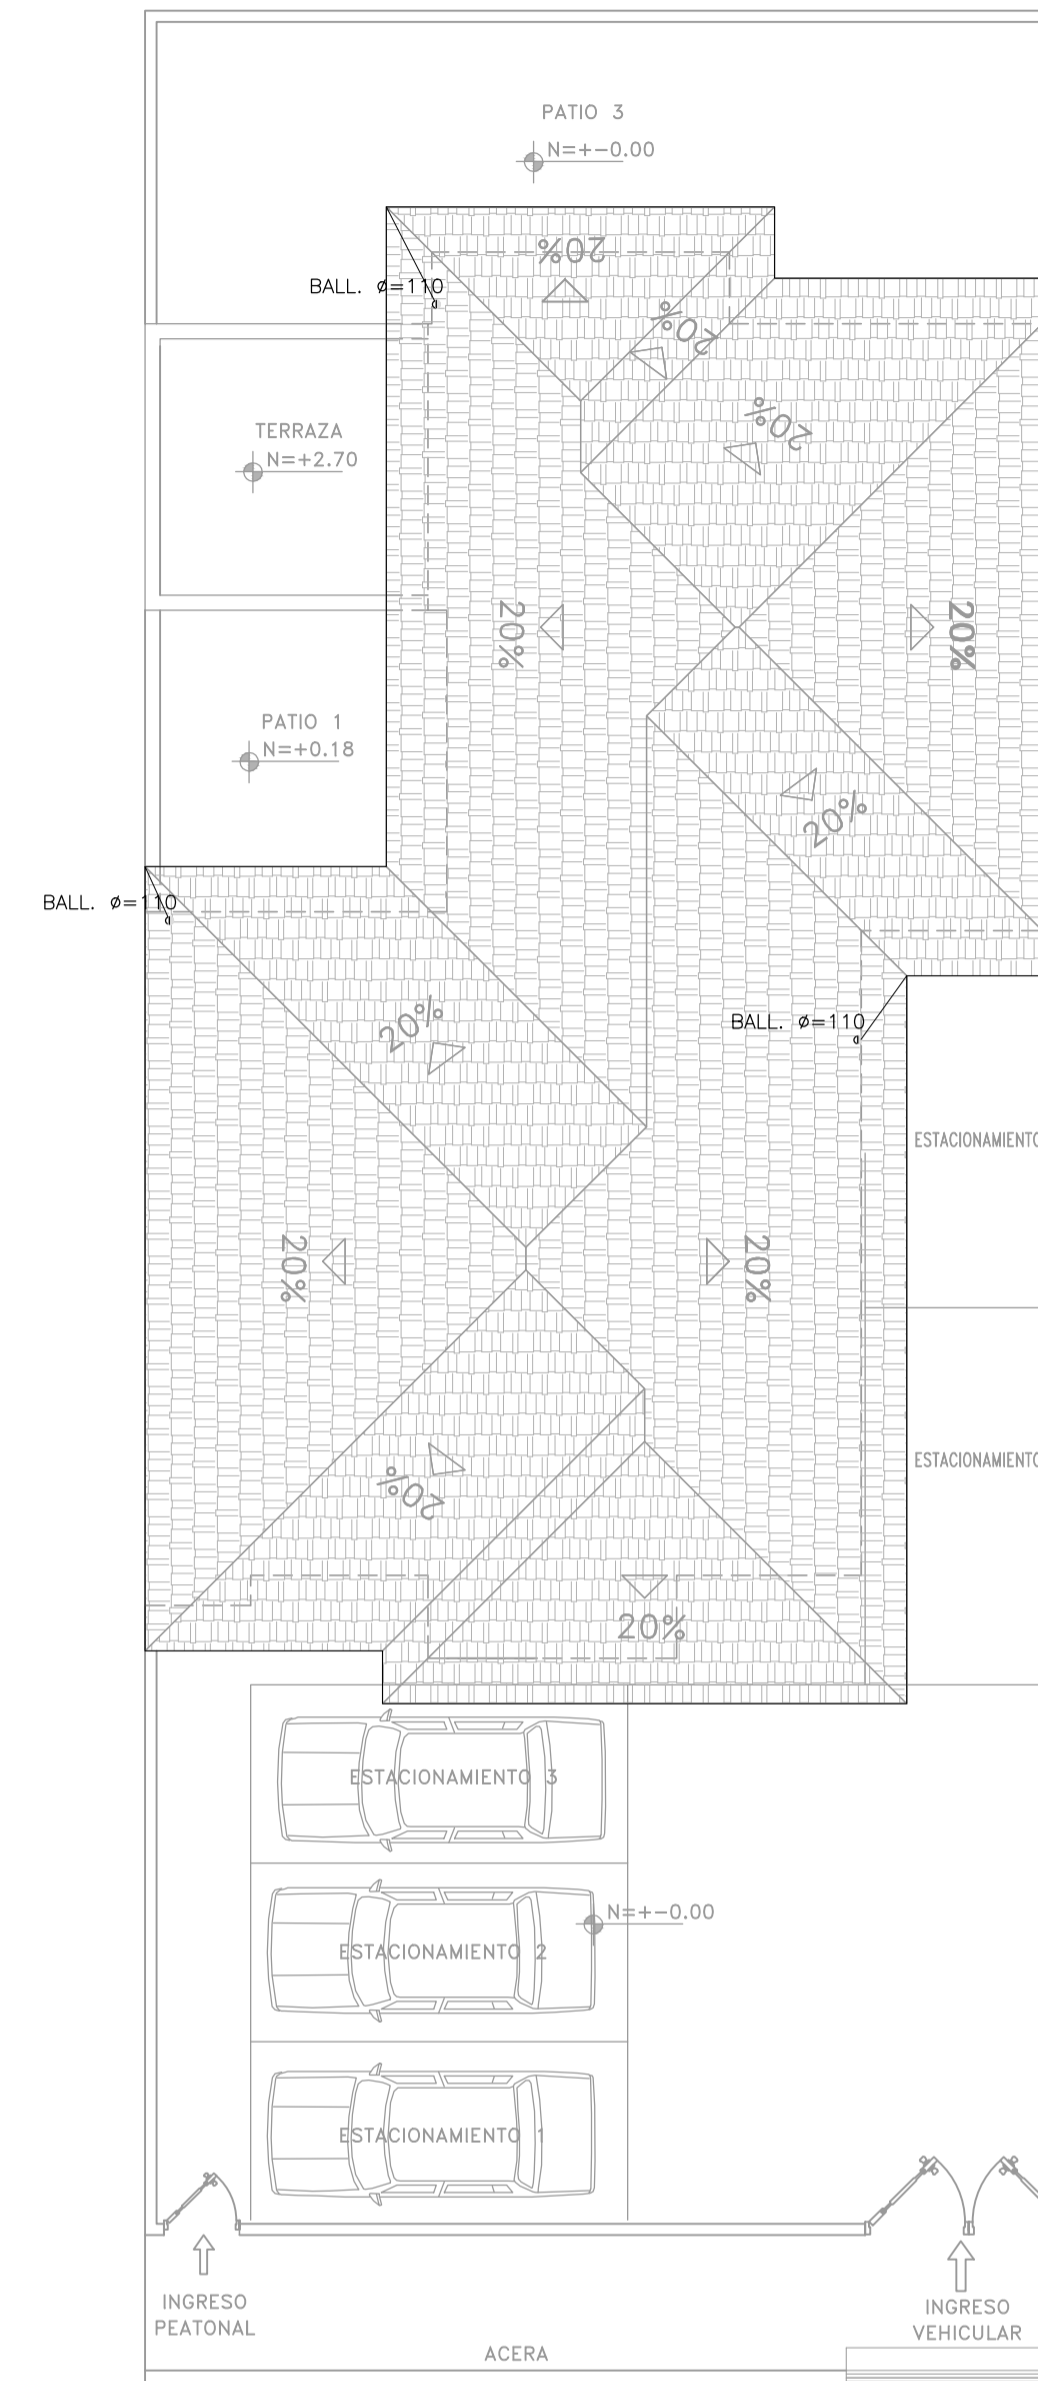 PATIO 3
N=+-0.00
20%
BALL. ø=110
20%
20%
TERRAZA
N=+2.70
20%
20%
PATIO 1
N=+0.18
20%
BALL. ø=110
20%
BALL. ø=110
ESTACIONAMIENTO
20%
20%
ESTACIONAMIENTO
20%
20%
ESTACIONAMIENTO 3
N=+-0.00
ESTACIONAMIENTO 2
ESTACIONAMIENTO 1
INGRESO
PEATONAL
INGRESO
VEHICULAR
ACERA